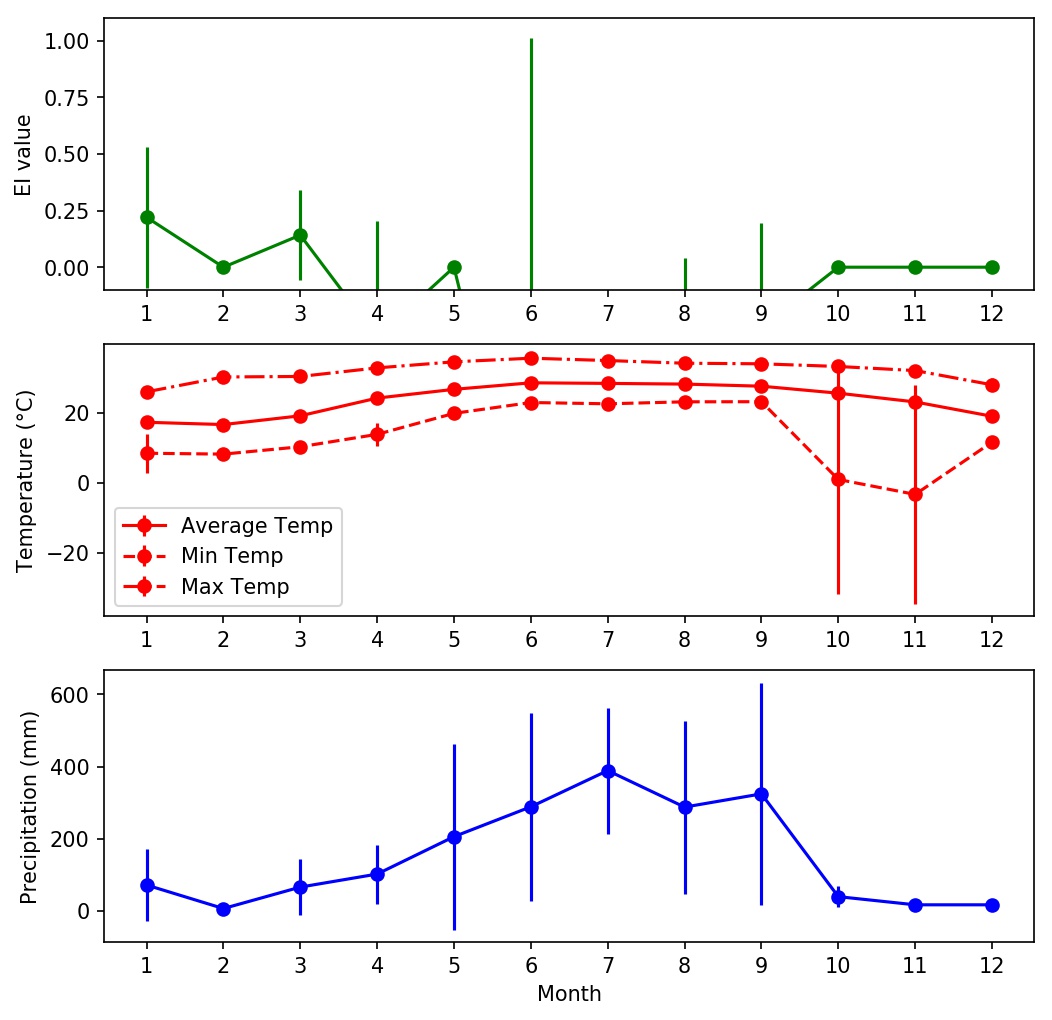 EI value
1.00
0.75
0.50
0.25
0.00
1 2 3 4 5 6 7 8 9 10 11 12
Temperature (°C)
20
0
−20
Average Temp
Min Temp
Max Temp
1 2 3 4 5 6 7 8 9 10 11 12
Precipitation (mm)
600
400
200
0
1 2 3 4 5 6 7 8 9 10 11 12
Month